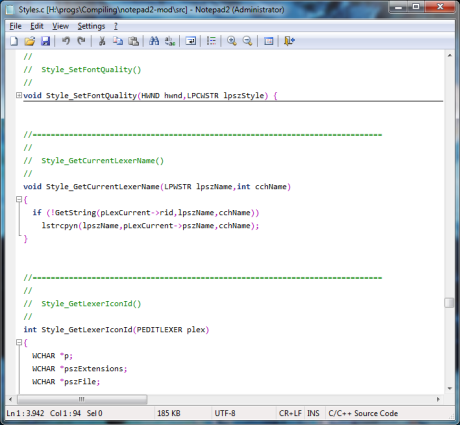 Styles.c [H:\progs\Compiling\notepad2-mod\src] - Notepad2 (Administrator)
File Edit View Settings ?
//
// Style_SetFontQuality()
//
void Style_SetFontQuality(HWND hwnd,LPCWSTR lpszStyle) {
//===========================================================================
//
// Style_GetCurrentLexerName()
//
void Style_GetCurrentLexerName(LPWSTR lpszName,int cchName)
{
if (!GetString(pLexCurrent->rid,lpszName,cchName))
lstrcpyn(lpszName,pLexCurrent->pszName,cchName);
}
//===========================================================================
//
// Style_GetLexerIconId()
//
int Style_GetLexerIconId(PEDITLEXER plex)
{
WCHAR *p;
WCHAR *pszExtensions;
WCHAR *pszFile;
Ln 1 : 3.942 Col 1 : 94 Sel 0 185 KB UTF-8 CR+LF INS C/C++ Source Code